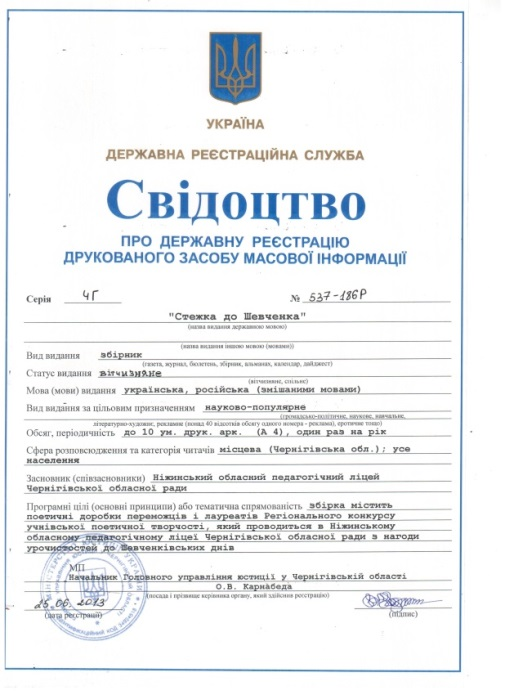 УКРАЇНА
ДЕРЖАВНА РЕЄСТРАЦІЙНА СЛУЖБА
Свідоцтво
ПРО ДЕРЖАВНУ РЕЄСТРАЦІЮ
ДРУКОВАНОГО ЗАСОБУ МАСОВОЇ ІНФОРМАЦІЇ
Серія ЧГ № 537-186Р
"Стежка до Шевченка"
(назва видання державною мовою)
(назва видання іншою мовою (мовами))
Вид видання збірник
(газета, журнал, бюлетень, збірник, альманах, календар, дайджест)
Статус видання вітчизняне
(вітчизняне, спільне)
Мова (мови) видання українська, російська (змішаними мовами)
Вид видання за цільовим призначенням науково-популярне
(громадсько-політичне, наукове, навчальне,
літературно-художнє, рекламне (понад 40 відсотків обсягу одного номера - реклама), еротичне тощо)
Обсяг, періодичність до 10 ум. друк. арк. (А 4), один раз на рік
Сфера розповсюдження та категорія читачів місцева (Чернігівська обл.); усе
населення
Засновник (співзасновники) Ніжинський обласний педагогічний ліцей
Чернігівської обласної ради
Програмні цілі (основні принципи) або тематична спрямованість збірка містить
поетичні доробки переможців і лауреатів Регіонального конкурсу
учнівської поетичної творчості, який проводиться в Ніжинському
обласному педагогічному ліцеї Чернігівської обласної ради з нагоди
урочистостей до Шевченківських днів
МП
Начальник Головного управління юстиції у Чернігівській області
О.В. Карнабеда
(посада і прізвище керівника органу, який здійснив реєстрацію)
25.06.2013
(дата реєстрації) (підпис)